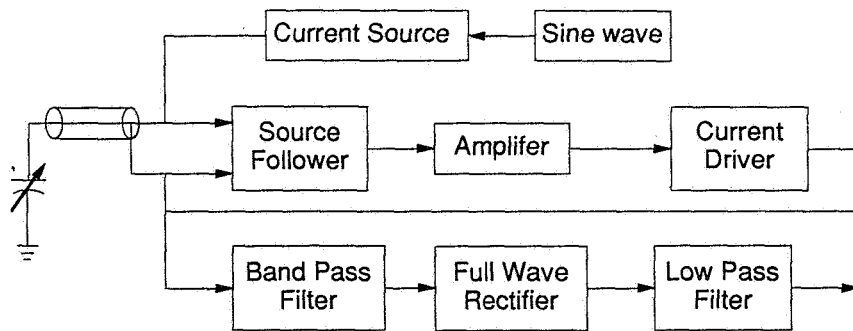 Current Source
Sine wave
Source
Follower
Amplifer
Current
Driver
Band Pass
Filter
Full Wave
Rectifier
Low Pass
Filter